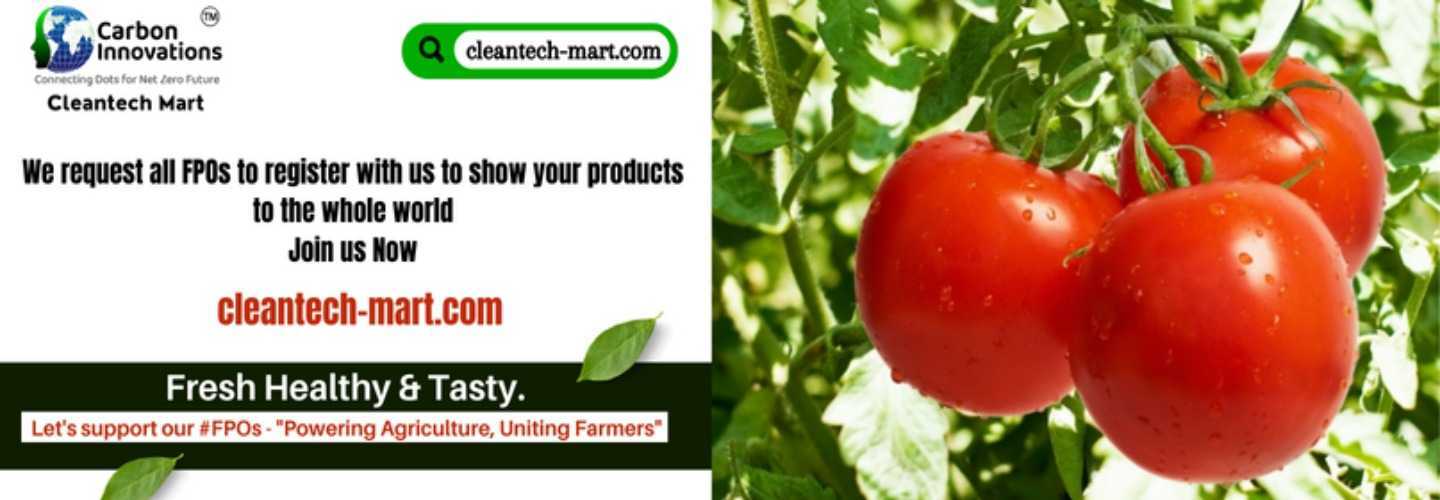 Carbon
Innovations
TM
Connecting Dots for Net Zero Future
Cleantech Mart
cleantech-mart.com
We request all FPOs to register with us to show your products
to the whole world
Join us Now
cleantech-mart.com
Fresh Healthy & Tasty.
Let's support our #FPOs - "Powering Agriculture, Uniting Farmers"